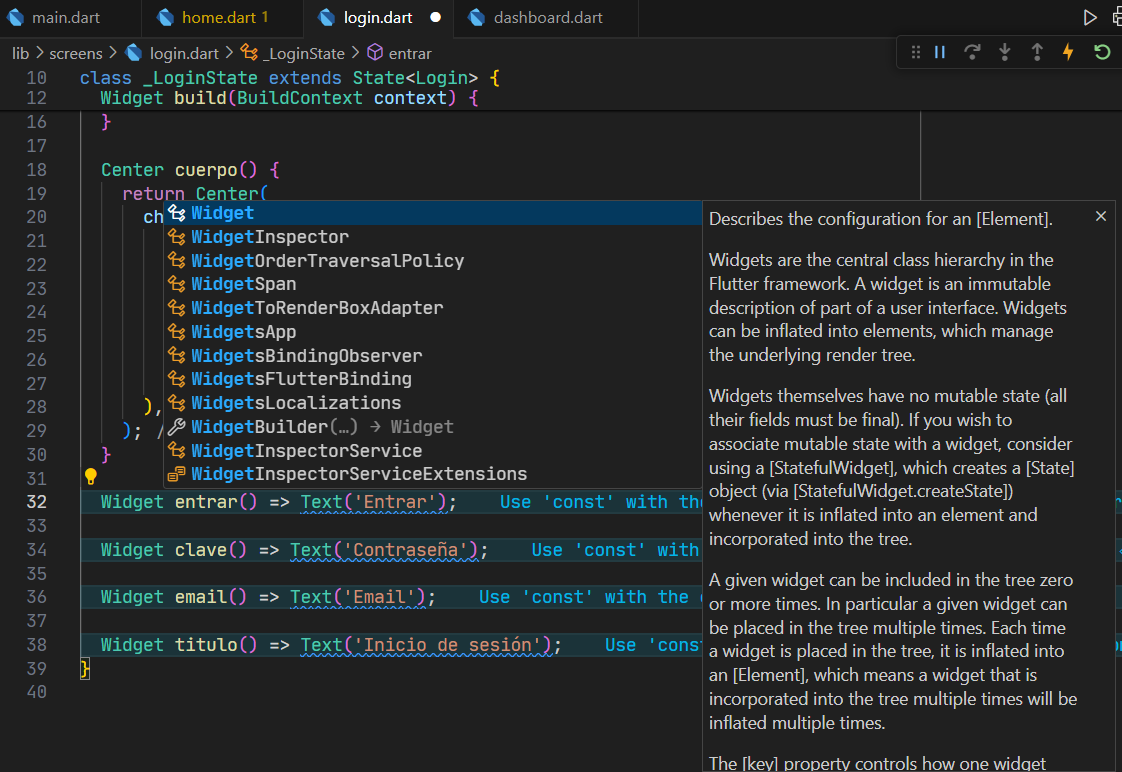 main.dart home.dart 1 login.dart dashboard.dart
lib > screens > login.dart > _LoginState > entrar
10 class _LoginState extends State<Login> {
12 Widget build(BuildContext context) {
16 }
17
18 Center cuerpo() {
19 return Center(
20 ch
21
22
23
24
25
26
27
28 ),
29 ); /
30 }
31
Widget
WidgetInspector
WidgetOrderTraversalPolicy
WidgetSpan
WidgetToRenderBoxAdapter
WidgetsApp
WidgetsBindingObserver
WidgetsFlutterBinding
WidgetsLocalizations
WidgetBuilder(…) → Widget
WidgetInspectorService
WidgetInspectorServiceExtensions
32 Widget entrar() => Text('Entrar'); Use 'const' with the
33
34 Widget clave() => Text('Contraseña'); Use 'const' with
35
36 Widget email() => Text('Email'); Use 'const' with the
37
38 Widget titulo() => Text('Inicio de sesión'); Use 'const
39 }
40
Describes the configuration for an [Element].
Widgets are the central class hierarchy in the
Flutter framework. A widget is an immutable
description of part of a user interface. Widgets
can be inflated into elements, which manage
the underlying render tree.
Widgets themselves have no mutable state (all
their fields must be final). If you wish to
associate mutable state with a widget, consider
using a [StatefulWidget], which creates a [State]
object (via [StatefulWidget.createState])
whenever it is inflated into an element and
incorporated into the tree.
A given widget can be included in the tree zero
or more times. In particular a given widget can
be placed in the tree multiple times. Each time
a widget is placed in the tree, it is inflated into
an [Element], which means a widget that is
incorporated into the tree multiple times will be
inflated multiple times.
The [key] property controls how one widget